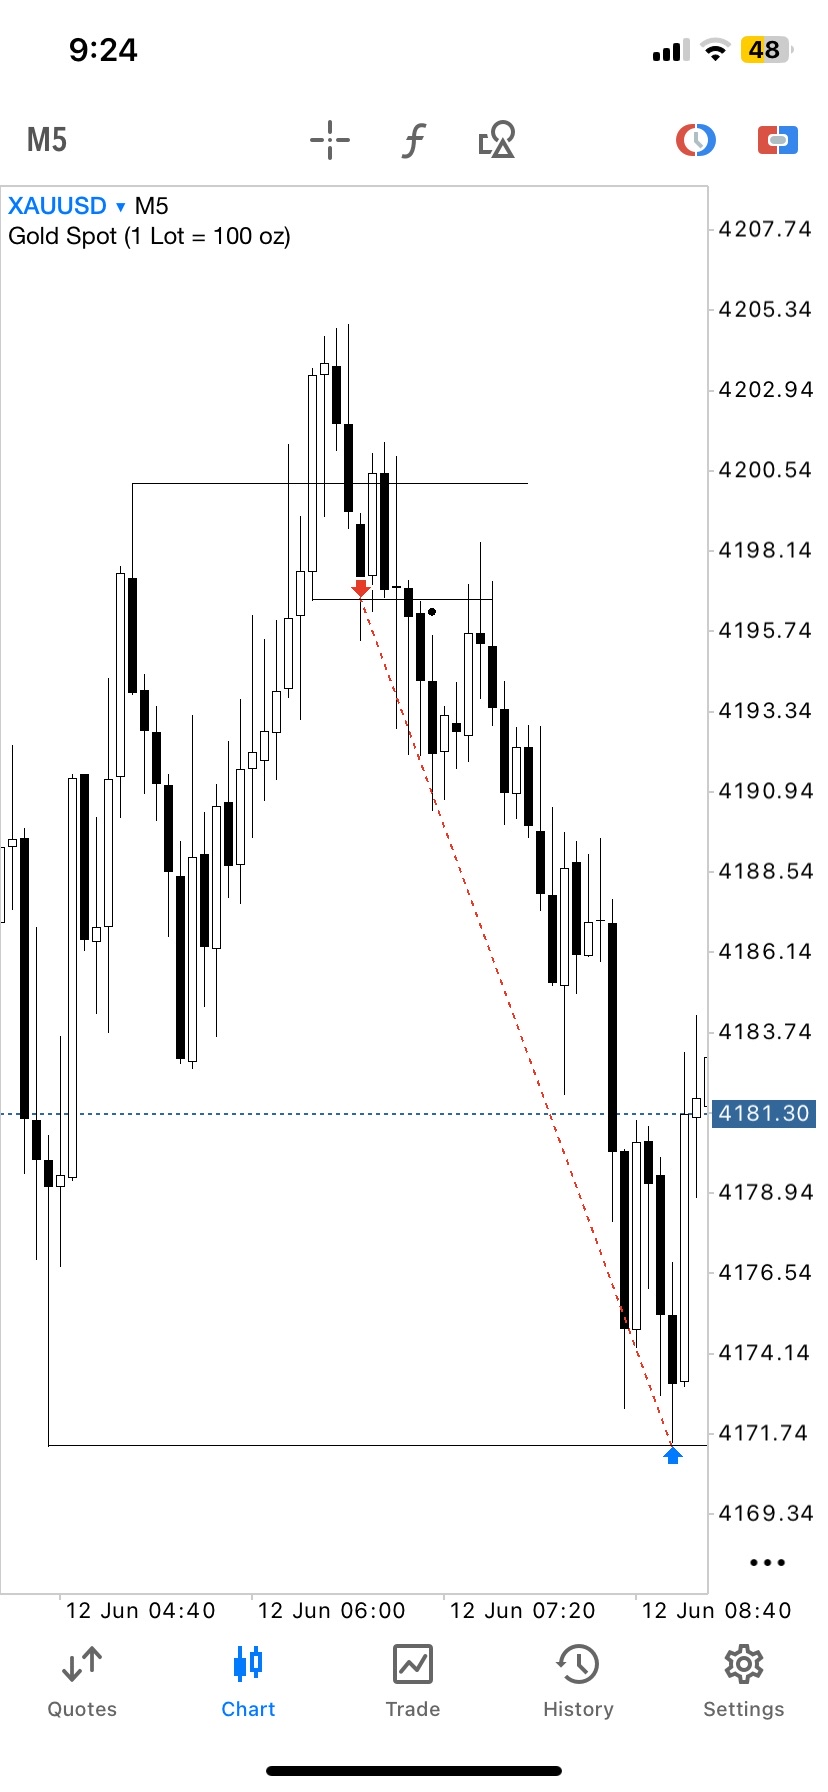 9:24
48
M5
f
XAUUSD ▾ M5
Gold Spot (1 Lot = 100 oz)
4207.74
4205.34
4202.94
4200.54
4198.14
4195.74
4193.34
4190.94
4188.54
4186.14
4183.74
4181.30
4178.94
4176.54
4174.14
4171.74
4169.34
12 Jun 04:40
12 Jun 06:00
12 Jun 07:20
12 Jun 08:40
Quotes
Chart
Trade
History
Settings